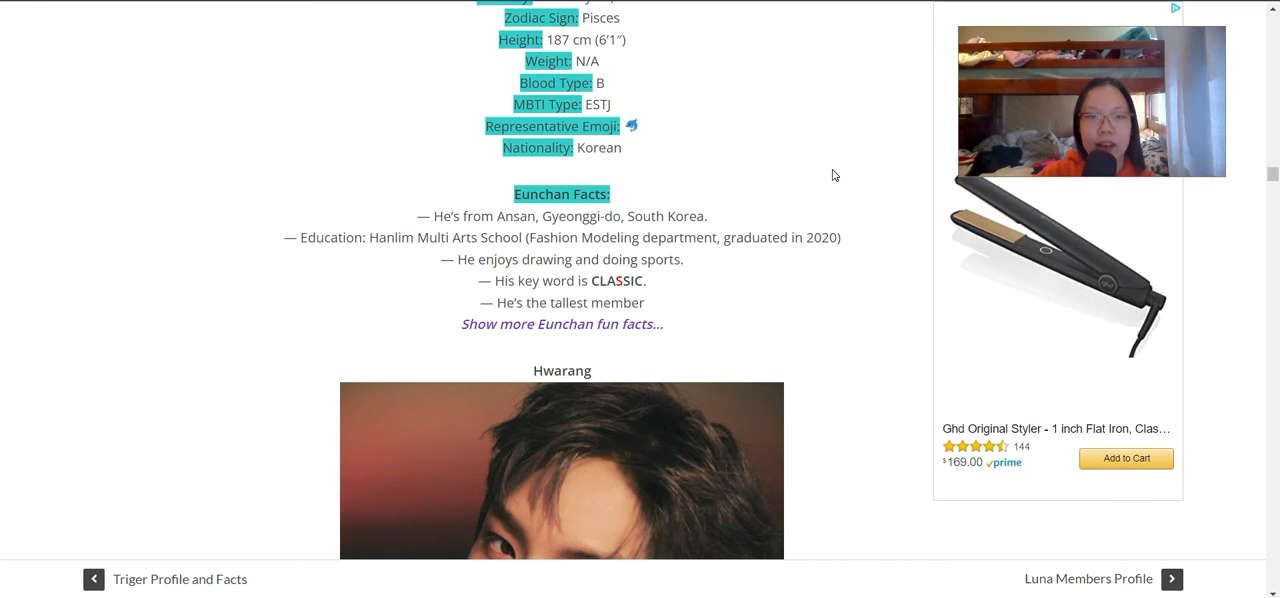 Zodiac Sign: Pisces
Height: 187 cm (6’1″)
Weight: N/A
Blood Type: B
MBTI Type: ESTJ
Representative Emoji: 🐬
Nationality: Korean
Eunchan Facts:
— He’s from Ansan, Gyeonggi-do, South Korea.
— Education: Hanlim Multi Arts School (Fashion Modeling department, graduated in 2020)
— He enjoys drawing and doing sports.
— His key word is CLASSIC.
— He’s the tallest member
Show more Eunchan fun facts…
Hwarang
Ghd Original Styler - 1 inch Flat Iron, Clas…
144
$169.00 prime
Add to Cart
Triger Profile and Facts
Luna Members Profile